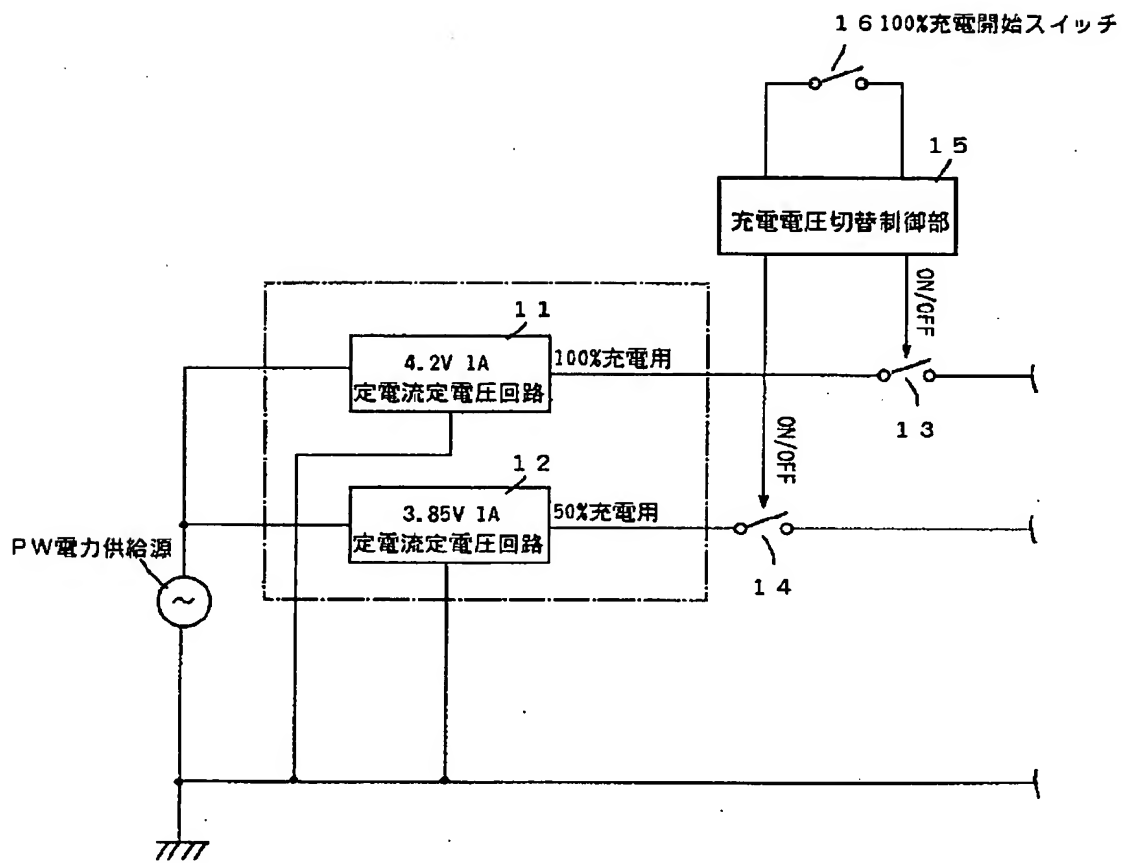 16 100%充電開始スイッチ
15
充電電圧切替制御部
ON/OFF
11
4.2V 1A
定電流定電圧回路
100%充電用
13
ON/OFF
12
3.85V 1A
定電流定電圧回路
50%充電用
14
PW電力供給源
~